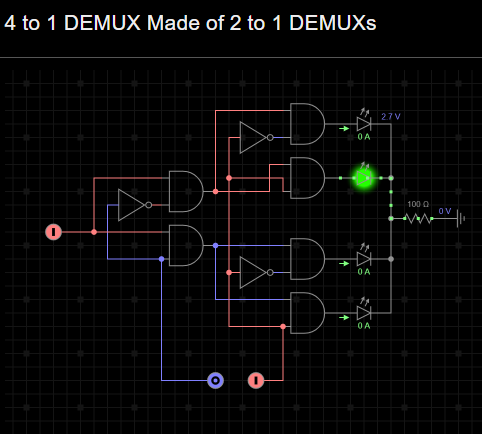 4 to 1 DEMUX Made of 2 to 1 DEMUXs
2.7 V
0 A
100 Ω
0 V
0 A
0 A